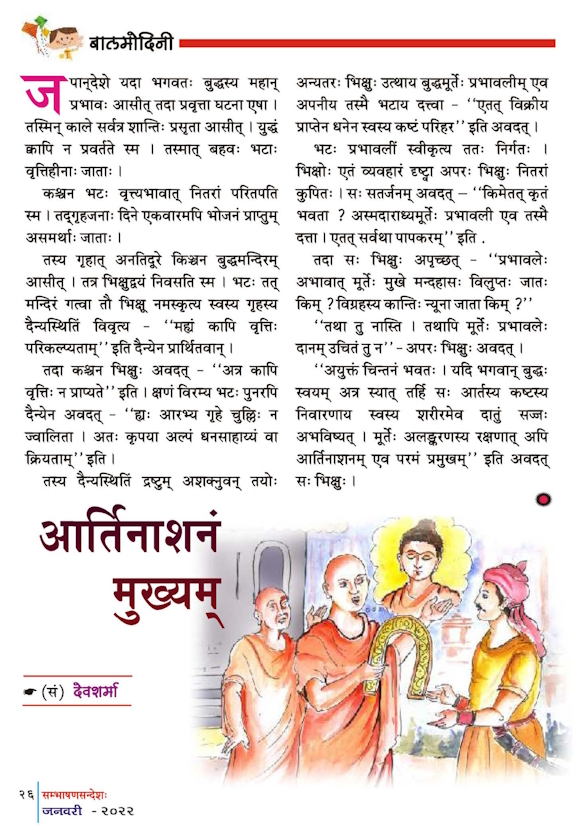 बालमोदिनी
जपान्देशे यदा भगवतः बुद्धस्य महान्
प्रभावः आसीत् तदा प्रवृत्ता घटना एषा ।
तस्मिन् काले सर्वत्र शान्तिः प्रसृता आसीत् । युद्धं
क्वापि न प्रवर्तते स्म । तस्मात् बहवः भटाः
वृत्तिहीनाः जाताः ।
कश्चन भटः वृत्त्यभावात् नितरां परितपति
स्म । तद्गृहजनाः दिने एकवारमपि भोजनं प्राप्तुम्
असमर्थाः जाताः ।
तस्य गृहात् अनतिदूरे किञ्चन बुद्धमन्दिरम्
आसीत् । तत्र भिक्षुद्वयं निवसति स्म । भटः तत्
मन्दिरं गत्वा तौ भिक्षू नमस्कृत्य स्वस्य गृहस्य
दैन्यस्थितिं विवृत्य - ‘‘मह्यं कापि वृत्तिः
परिकल्प्यताम्’’ इति दैन्येन प्रार्थितवान् ।
तदा कश्चन भिक्षुः अवदत् - ‘‘अत्र कापि
वृत्तिः न प्राप्यते’’ इति । क्षणं विरम्य भटः पुनरपि
दैन्येन अवदत् - ‘‘ह्यः आरभ्य गृहे चुल्लिः न
ज्वालिता । अतः कृपया अल्पं धनसाहाय्यं वा
क्रियताम्’’ इति ।
तस्य दैन्यस्थितिं द्रष्टुम् अशक्नुवन् तयोः
अन्यतरः भिक्षुः उत्थाय बुद्धमूर्तेः प्रभावलीम् एव
अपनीय तस्मै भटाय दत्त्वा - ‘‘एतत् विक्रीय
प्राप्तेन धनेन स्वस्य कष्टं परिहर’’ इति अवदत् ।
भटः प्रभावलीं स्वीकृत्य ततः निर्गतः ।
भिक्षोः एतं व्यवहारं दृष्ट्वा अपरः भिक्षुः नितरां
कुपितः । सः सतर्जनम् अवदत् – ‘‘किमेतत् कृतं
भवता ? अस्मदाराध्यमूर्तेः प्रभावली एव तस्मै
दत्ता । एतत् सर्वथा पापकरम्’’ इति .
तदा सः भिक्षुः अपृच्छत् - ‘‘प्रभावलेः
अभावात् मूर्तेः मुखे मन्दहासः विलुप्तः जातः
किम् ? विग्रहस्य कान्तिः न्यूना जाता किम् ?’’
‘‘तथा तु नास्ति । तथापि मूर्तेः प्रभावलेः
दानम् उचितं तु न’’ - अपरः भिक्षुः अवदत् ।
‘‘अयुक्तं चिन्तनं भवतः । यदि भगवान् बुद्धः
स्वयम् अत्र स्यात् तर्हि सः आर्तस्य कष्टस्य
निवारणाय स्वस्य शरीरमेव दातुं सज्जः
अभविष्यत् । मूर्तेः अलङ्करणस्य रक्षणात् अपि
आर्तिनाशनम् एव परमं प्रमुखम्’’ इति अवदत्
सः भिक्षुः ।
आर्तिनाशनं
मुख्यम्
☛ (सं) देवशर्मा
२६ सम्भाषणसन्देशः
जनवरी - २०२२